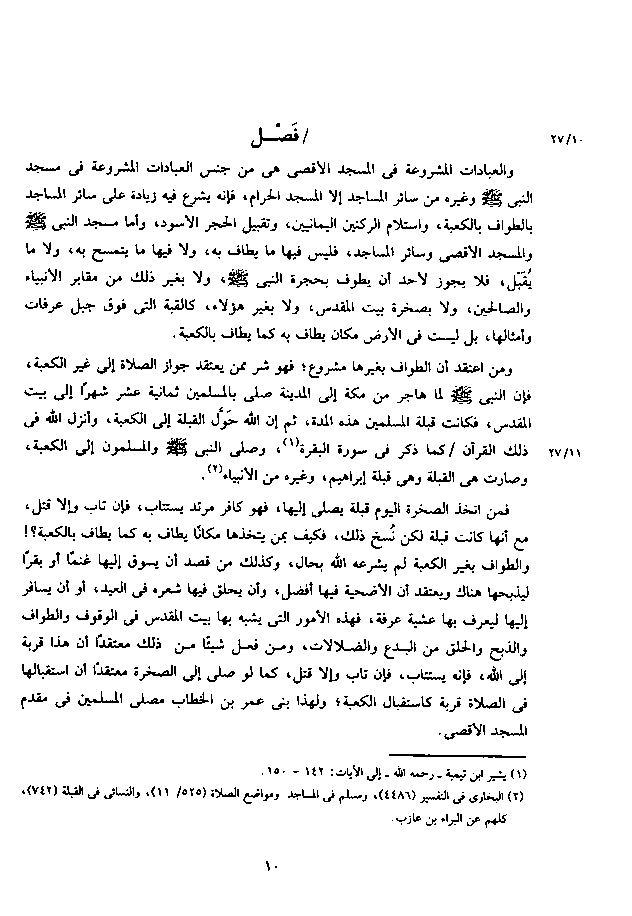 ٢٧/١٠
/ فَصْـــل
والعبادات المشروعة فى المسجد الأقصى هى من جنس العبادات المشروعة فى مسجد
النبى ﷺ وغيره من سائر المساجد إلا المسجد الحرام، فإنه يشرع فيه زيادة على سائر المساجد
بالطواف بالكعبة، واستلام الركنين اليمانيين، وتقبيل الحجر الأسود، وأما مسجد النبى ﷺ
والمسجد الأقصى وسائر المساجد، فليس فيها ما يطاف به، ولا فيها ما يتمسح به، ولا ما
يُقَبَّل، فلا يجوز لأحد أن يطوف بحجرة النبى ﷺ، ولا بغير ذلك من مقابر الأنبياء
والصالحين، ولا بصخرة بيت المقدس، ولا بغير هؤلاء، كالقبة التى فوق جبل عرفات
وأمثالها، بل ليست فى الأرض مكان يطاف به كما يطاف بالكعبة.
ومن اعتقد أن الطواف بغيرها مشروع؛ فهو شر ممن يعتقد جواز الصلاة إلى غير الكعبة،
فإن النبى ﷺ لما هاجر من مكة إلى المدينة صلى بالمسلمين ثمانية عشر شهرًا إلى بيت
المقدس، فكانت قبلة المسلمين هذه المدة، ثم إن الله حَوَّل القبلة إلى الكعبة، وأنزل الله فى
٢٧/١١
ذلك القرآن / كما ذكر فى سورة البقرة(١)، وصلى النبى ﷺ والمسلمون إلى الكعبة،
وصارت هى القبلة وهى قبلة إبراهيم، وغيره من الأنبياء(٢).
فمن اتخذ الصخرة اليوم قبلة يصلى إليها، فهو كافر مرتد يستتاب، فإن تاب وإلا قتل،
مع أنها كانت قبلة لكن نُسخ ذلك، فكيف بمن يتخذها مكانًا يطاف به كما يطاف بالكعبة؟!
والطواف بغير الكعبة لم يشرعه الله بحال، وكذلك من قصد أن يسوق إليها غنمًا أو بقرًا
ليذبحها هناك ويعتقد أن الأضحية فيها أفضل، وأن يحلق فيها شعره فى العيد، أو أن يسافر
إليها ليعرف بها عشية عرفة، فهذه الأمور التى يشبه بها بيت المقدس فى الوقوف والطواف
والذبح والحلق من البدع والضلالات، ومن فعل شيئًا من ذلك معتقدًا أن هذا قربة
إلى الله، فإنه يستتاب، فإن تاب وإلا قتل، كما لو صلى إلى الصخرة معتقدًا أن استقبالها
فى الصلاة قربة كاستقبال الكعبة؛ ولهذا بنى عمر بن الخطاب مصلى المسلمين فى مقدم
المسجد الأقصى.
(١) يشير ابن تيمية ـ رحمه الله ـ إلى الآيات: ١٤٢ - ١٥٠.
(٢) البخارى فى التفسير (٤٤٨٦)، ومسلم فى المساجد ومواضع الصلاة (٥٢٥/ ١١)، والنسائى فى القبلة (٧٤٢)،
كلهم عن البراء بن عازب.
١٠